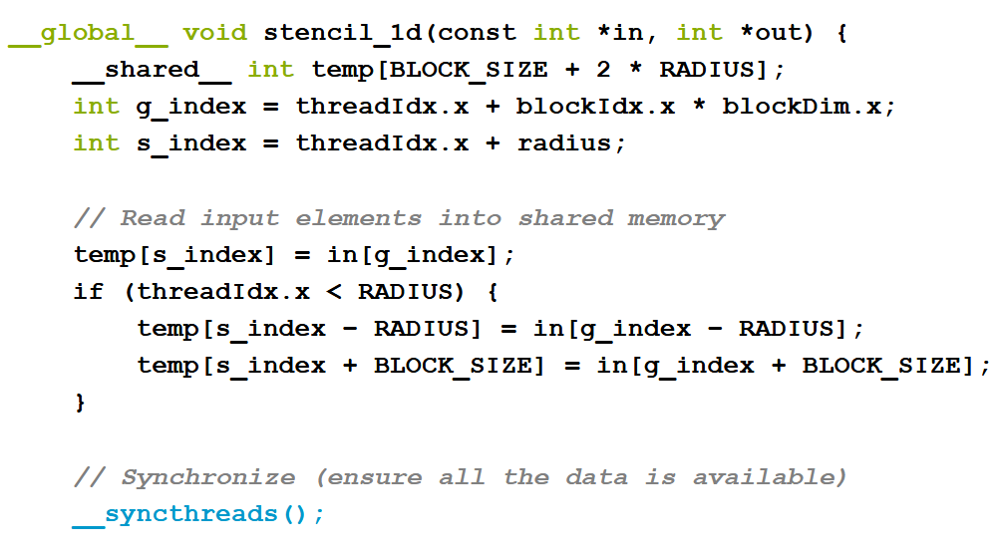 __global__ void stencil_1d(const int *in, int *out) {
    __shared__ int temp[BLOCK_SIZE + 2 * RADIUS];
    int g_index = threadIdx.x + blockIdx.x * blockDim.x;
    int s_index = threadIdx.x + radius;

    // Read input elements into shared memory
    temp[s_index] = in[g_index];
    if (threadIdx.x < RADIUS) {
        temp[s_index – RADIUS] = in[g_index – RADIUS];
        temp[s_index + BLOCK_SIZE] = in[g_index + BLOCK_SIZE];
    }

    // Synchronize (ensure all the data is available)
    __syncthreads();